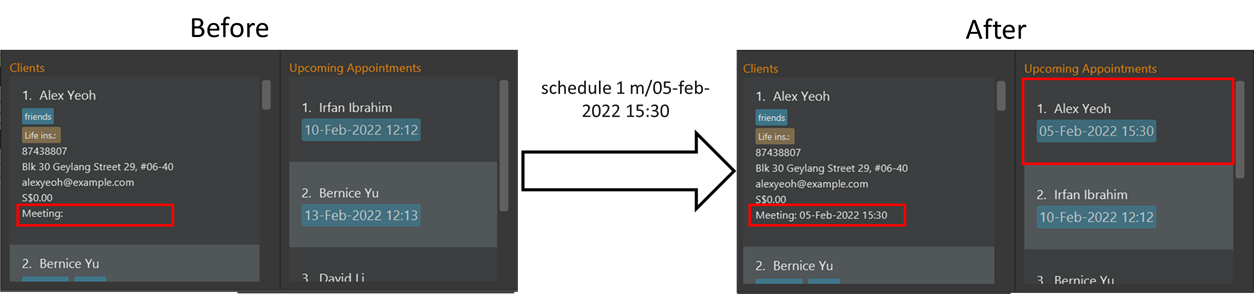 Before
Clients
1. Alex Yeoh
friends
Life ins.:
87438807
Blk 30 Geylang Street 29, #06-40
alexyeoh@example.com
S$0.00
Meeting:
2. Bernice Yu
Upcoming Appointments
1. Irfan Ibrahim
10-Feb-2022 12:12
2. Bernice Yu
13-Feb-2022 12:13
3. David Li
schedule 1 m/05-feb-
2022 15:30
After
Clients
1. Alex Yeoh
friends
Life ins.:
87438807
Blk 30 Geylang Street 29, #06-40
alexyeoh@example.com
S$0.00
Meeting: 05-Feb-2022 15:30
2. Bernice Yu
Upcoming Appointments
1. Alex Yeoh
05-Feb-2022 15:30
2. Irfan Ibrahim
10-Feb-2022 12:12
3. Bernice Yu